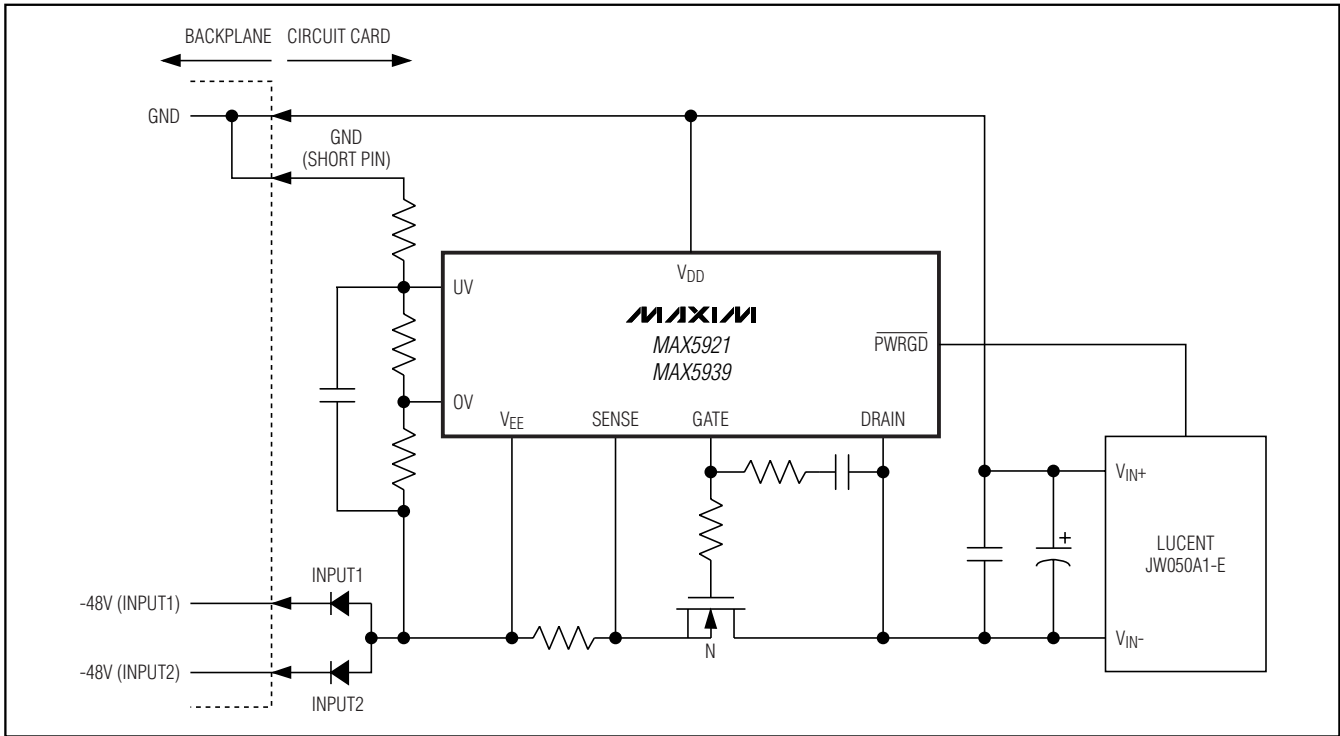 BACKPLANE CIRCUIT CARD
GND
GND
(SHORT PIN)
VDD
UV
MAXIM
MAX5921
MAX5939
PWRGD
OV
VEE
SENSE
GATE
DRAIN
VIN+
+
LUCENT
JW050A1-E
INPUT1
-48V (INPUT1)
N
VIN-
-48V (INPUT2)
INPUT2